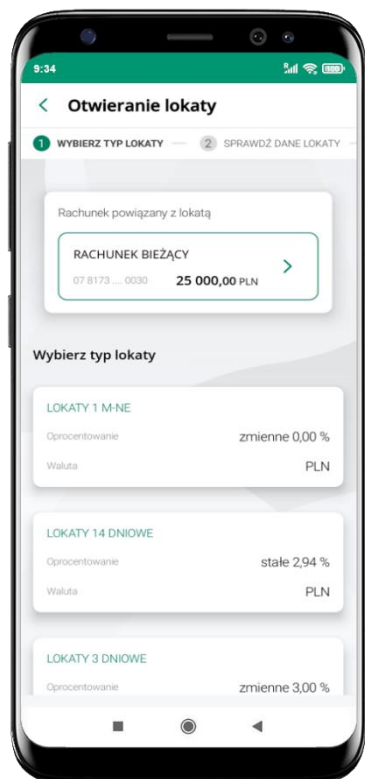 9:34
Otwieranie lokaty
1 WYBIERZ TYP LOKATY 2 SPRAWDŹ DANE LOKATY
Rachunek powiązany z lokatą
RACHUNEK BIEŻĄCY
07 8173 .... 0030 25 000,00 PLN
Wybierz typ lokaty
LOKATY 1 M-NE
Oprocentowanie zmienne 0,00 %
Waluta PLN
LOKATY 14 DNIOWE
Oprocentowanie stałe 2,94 %
Waluta PLN
LOKATY 3 DNIOWE
Oprocentowanie zmienne 3,00 %